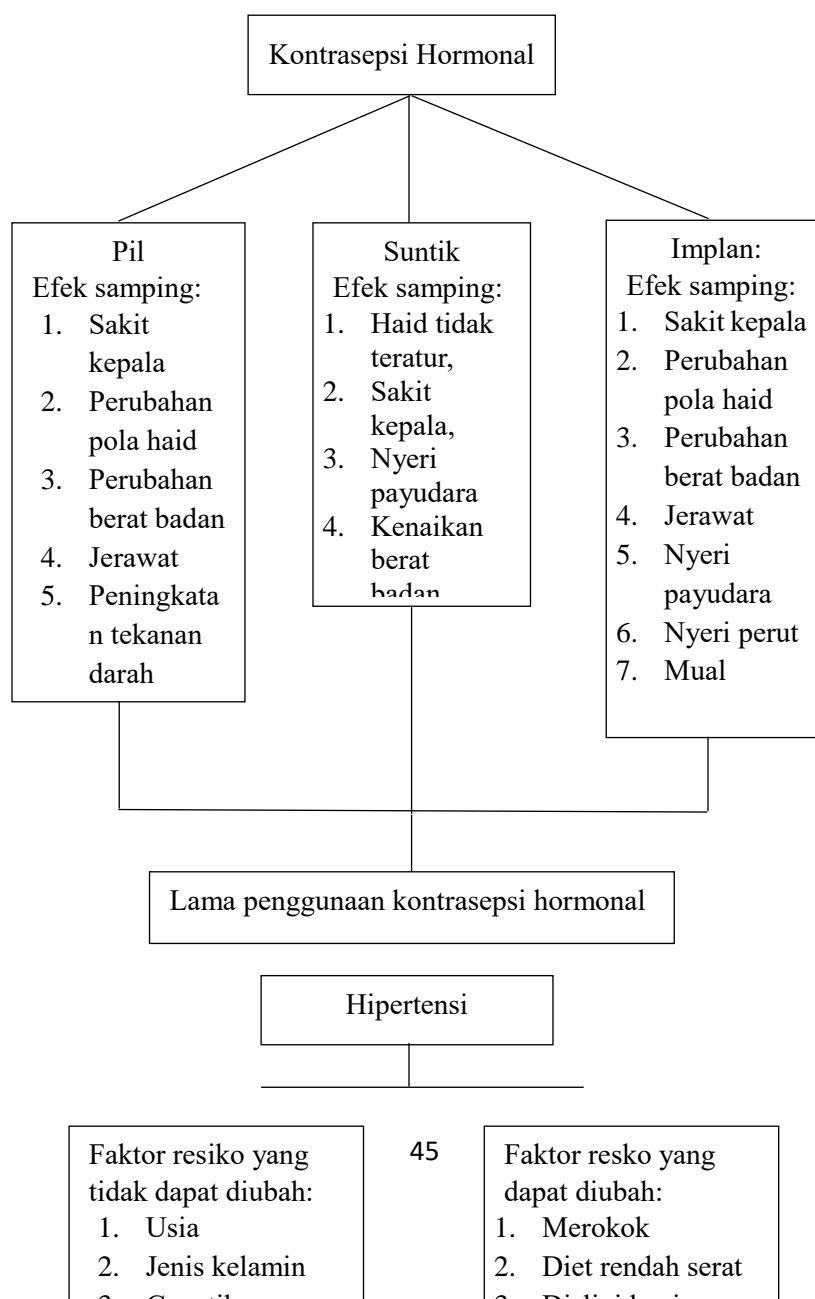 Kontrasepsi Hormonal
Pil
Efek samping:
1. Sakit
kepala
2. Perubahan
pola haid
3. Perubahan
berat badan
4. Jerawat
5. Peningkata
n tekanan
darah
Suntik
Efek samping:
1. Haid tidak
teratur,
2. Sakit
kepala,
3. Nyeri
payudara
4. Kenaikan
berat
badan
Implan:
Efek samping:
1. Sakit kepala
2. Perubahan
pola haid
3. Perubahan
berat badan
4. Jerawat
5. Nyeri
payudara
6. Nyeri perut
7. Mual
Lama penggunaan kontrasepsi hormonal
Hipertensi
Faktor resiko yang
tidak dapat diubah:
1. Usia
2. Jenis kelamin
45
Faktor resko yang
dapat diubah:
1. Merokok
2. Diet rendah serat